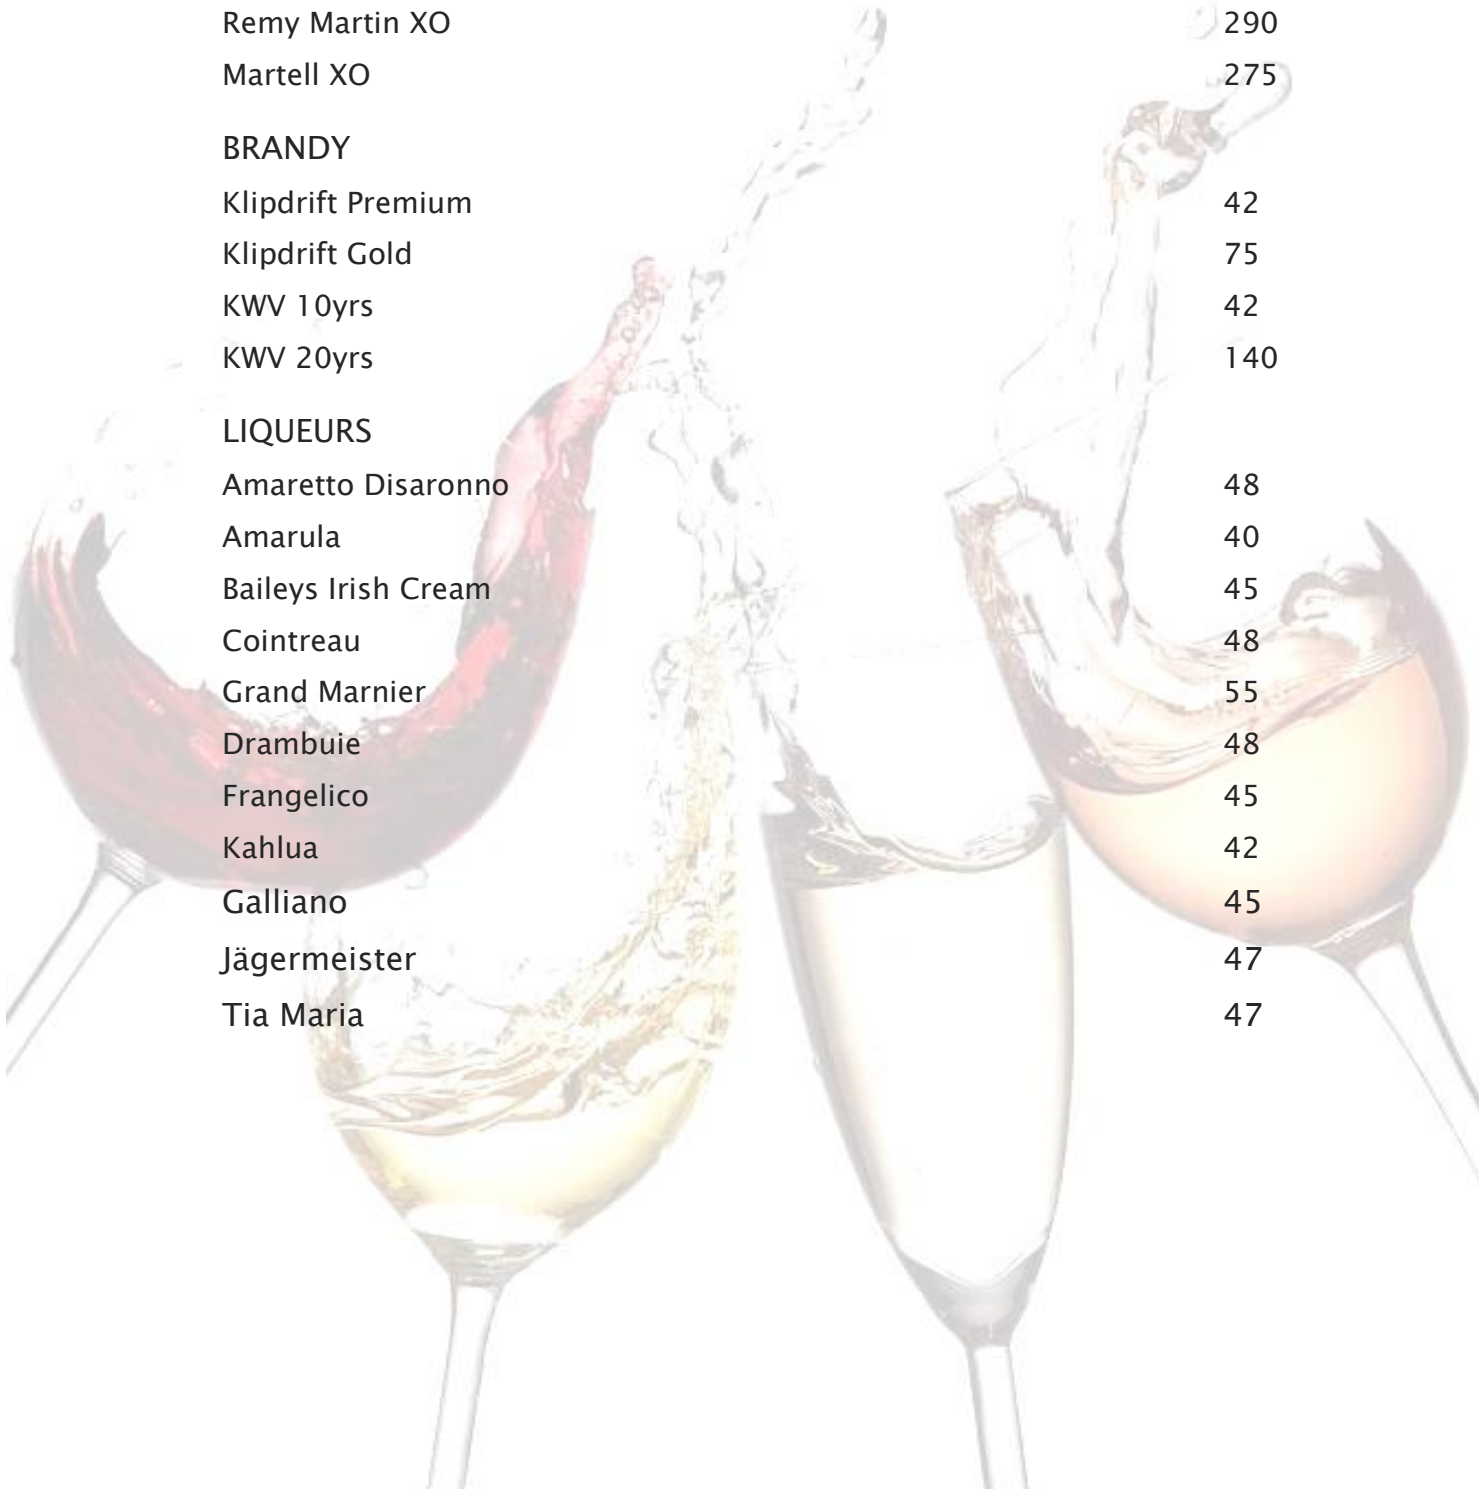 Remy Martin XO 290
Martell XO 275
BRANDY
Klipdrift Premium 42
Klipdrift Gold 75
KWV 10yrs 42
KWV 20yrs 140
LIQUEURS
Amaretto Disaronno 48
Amarula 40
Baileys Irish Cream 45
Cointreau 48
Grand Marnier 55
Drambuie 48
Frangelico 45
Kahlua 42
Galliano 45
Jägermeister 47
Tia Maria 47